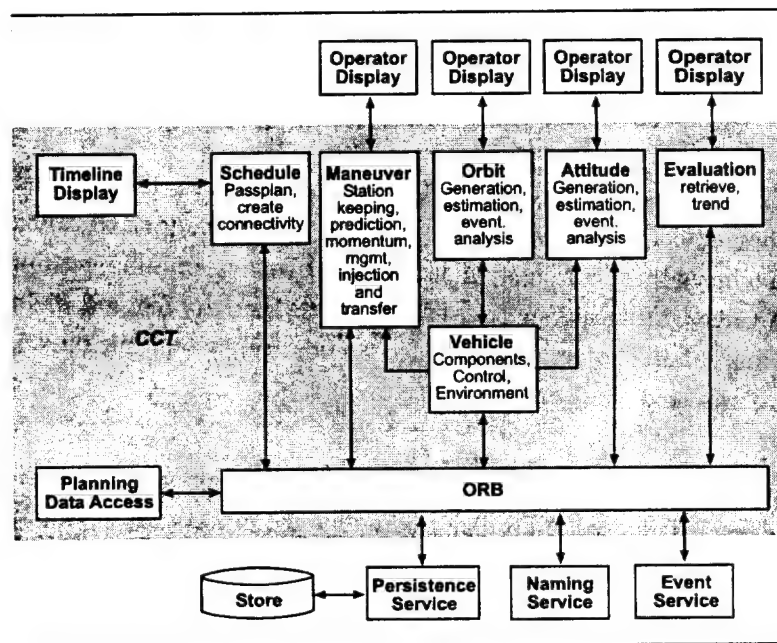 Operator
Display
Operator
Display
Operator
Display
Operator
Display
Timeline
Display
Schedule
Passplan,
create
connectivity
Maneuver
Station
keeping,
prediction,
momentum,
mgmt,
injection
and
transfer
Orbit
Generation,
estimation,
event.
analysis
Attitude
Generation,
estimation,
event.
analysis
Evaluation
retrieve,
trend
CCT
Vehicle
Components,
Control,
Environment
Planning
Data Access
ORB
Store
Persistence
Service
Naming
Service
Event
Service